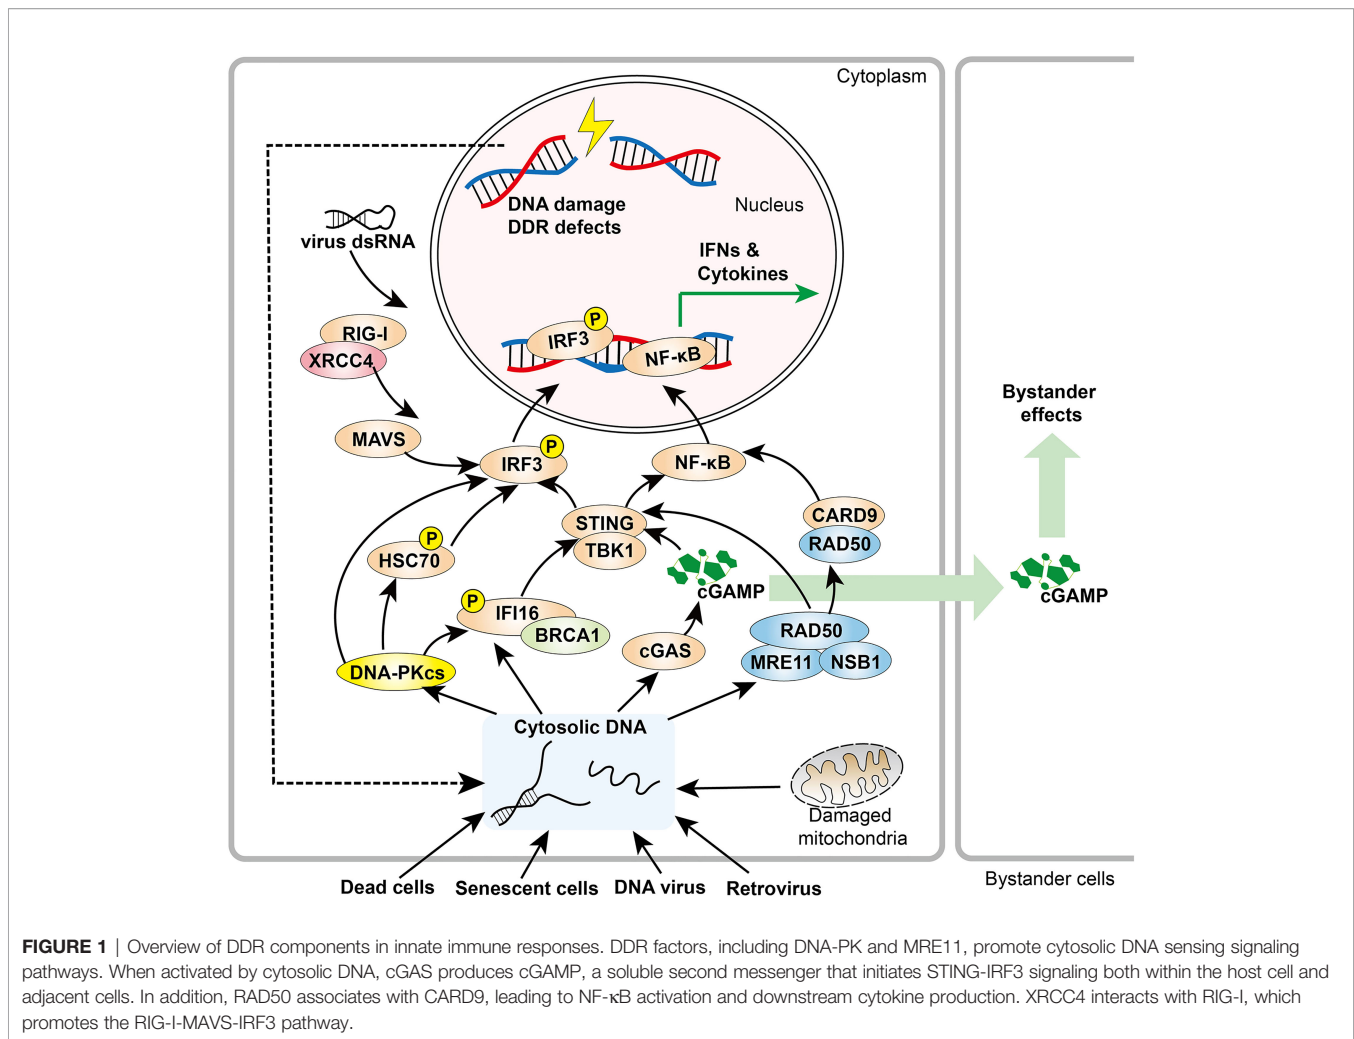 Cytoplasm
DNA damage
DDR defects
Nucleus
virus dsRNA
IFNs &
Cytokines
RIG-I
XRCC4
P
IRF3
NF-κB
MAVS
P
IRF3
NF-κB
Bystander
effects
STING
TBK1
CARD9
RAD50
P
HSC70
cGAMP
cGAMP
P
IFI16
BRCA1
cGAS
RAD50
MRE11
NSB1
DNA-PKcs
Cytosolic DNA
Damaged
mitochondria
Dead cells
Senescent cells
DNA virus
Retrovirus
Bystander cells
FIGURE 1 | Overview of DDR components in innate immune responses. DDR factors, including DNA-PK and MRE11, promote cytosolic DNA sensing signaling
pathways. When activated by cytosolic DNA, cGAS produces cGAMP, a soluble second messenger that initiates STING-IRF3 signaling both within the host cell and
adjacent cells. In addition, RAD50 associates with CARD9, leading to NF-κB activation and downstream cytokine production. XRCC4 interacts with RIG-I, which
promotes the RIG-I-MAVS-IRF3 pathway.